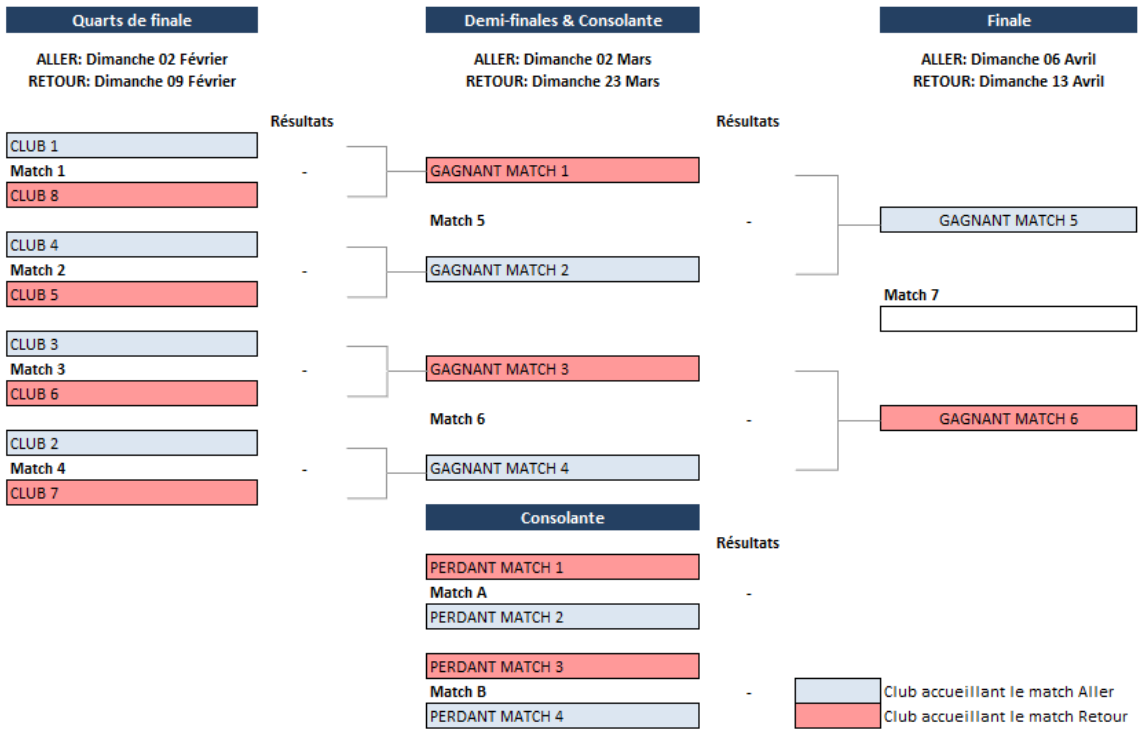 Quarts de finale
Demi-finales & Consolante
Finale
ALLER: Dimanche 02 Février
RETOUR: Dimanche 09 Février
ALLER: Dimanche 02 Mars
RETOUR: Dimanche 23 Mars
ALLER: Dimanche 06 Avril
RETOUR: Dimanche 13 Avril
Résultats
Résultats
CLUB 1
Match 1
-
CLUB 8
CLUB 4
Match 2
-
CLUB 5
CLUB 3
Match 3
-
CLUB 6
CLUB 2
Match 4
-
CLUB 7
GAGNANT MATCH 1
Match 5
-
GAGNANT MATCH 2
GAGNANT MATCH 3
Match 6
-
GAGNANT MATCH 4
GAGNANT MATCH 5
Match 7
GAGNANT MATCH 6
Consolante
Résultats
PERDANT MATCH 1
Match A
-
PERDANT MATCH 2
PERDANT MATCH 3
Match B
-
PERDANT MATCH 4
Club accueillant le match Aller
Club accueillant le match Retour